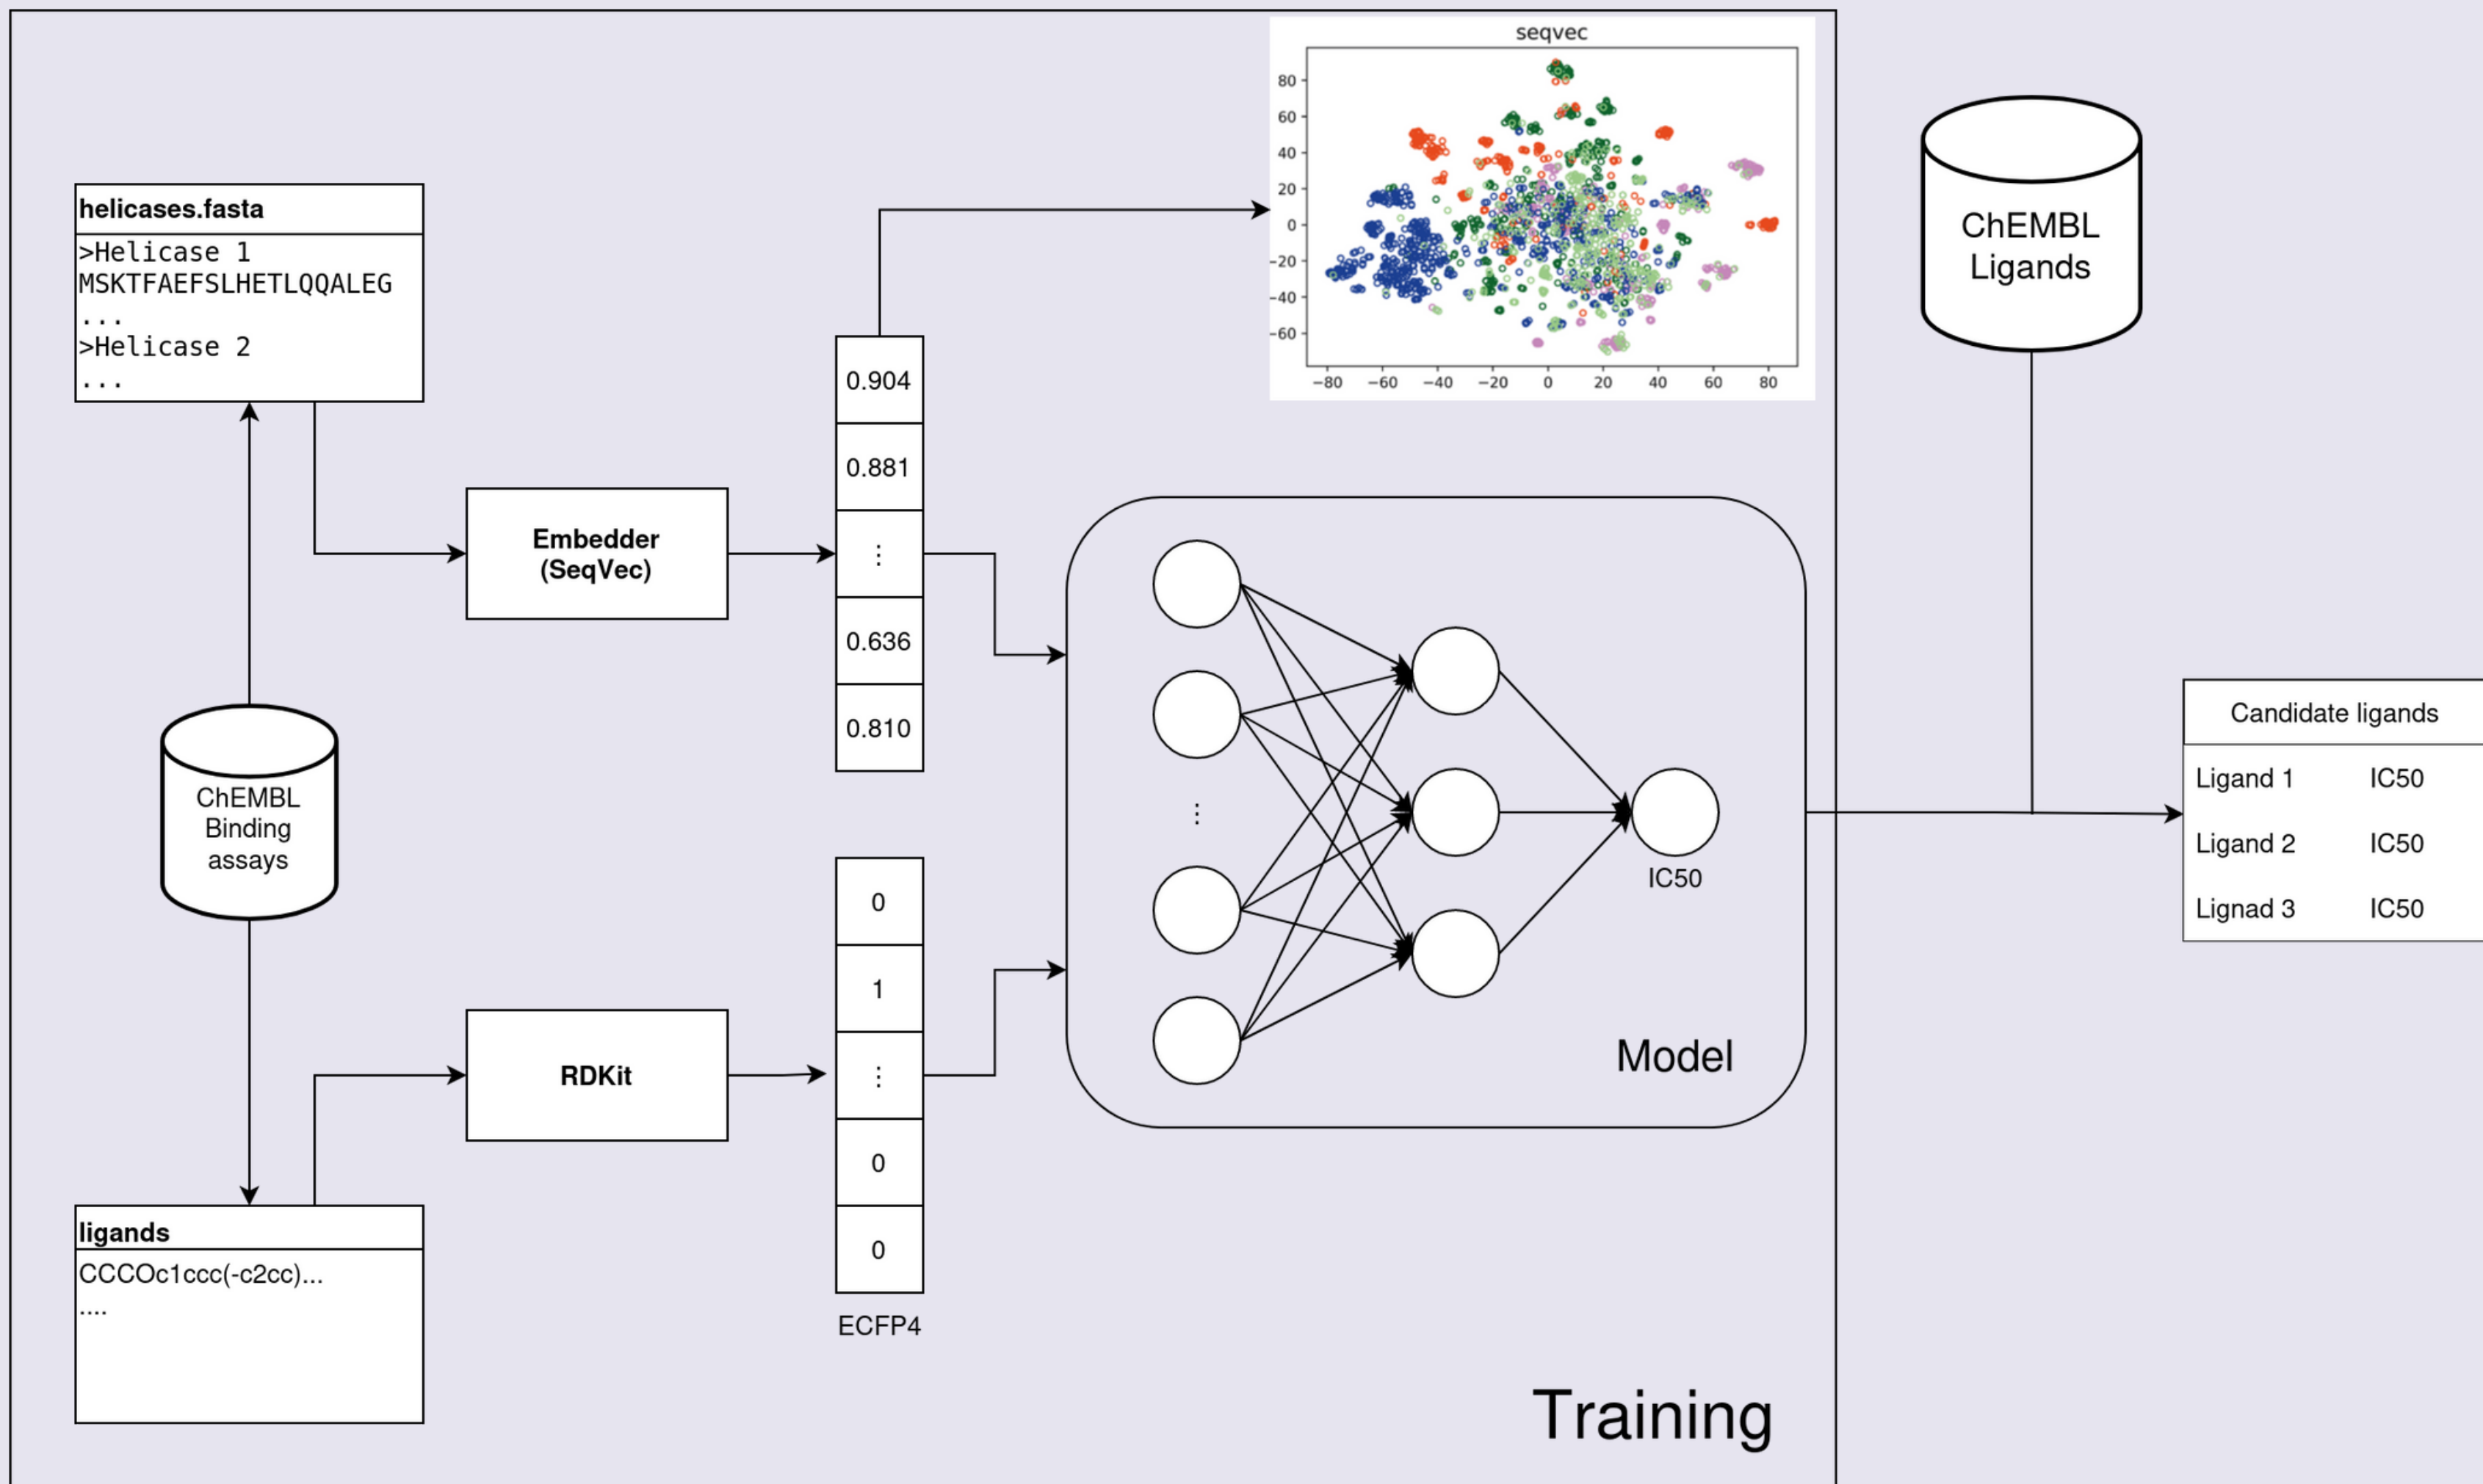 seqvec
80
60
40
20
0
−20
−40
−60
−80
−60
−40
−20
0
20
40
60
80
helicases.fasta
>Helicase 1
MSKTFAEFSLHETLQQALEG
...
>Helicase 2
...
Embedder
(SeqVec)
0.904
0.881
⋮
0.636
0.810
ChEMBL
Binding
assays
ligands
CCCOc1ccc(-c2cc)...
....
RDKit
0
1
⋮
0
0
ECFP4
⋮
IC50
Model
Training
ChEMBL
Ligands
Candidate ligands
Ligand 1 IC50
Ligand 2 IC50
Lignad 3 IC50